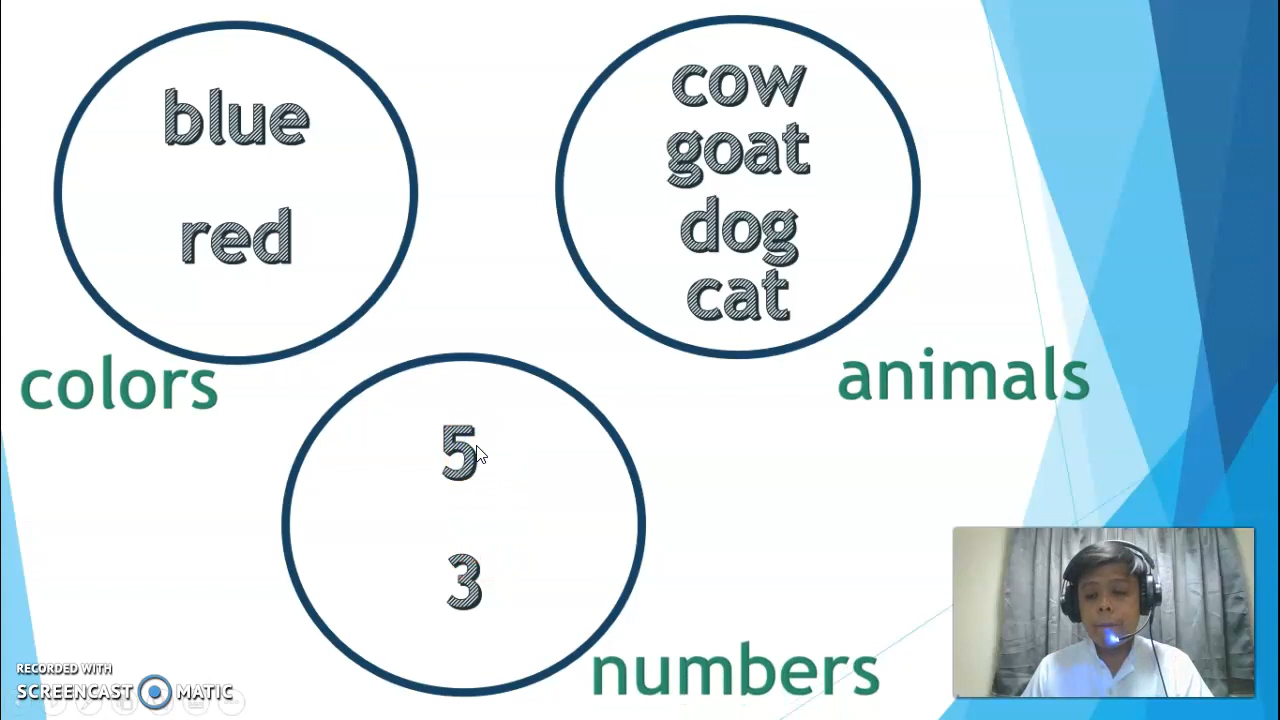 blue
red
colors
cow
goat
dog
cat
animals
5
3
numbers
RECORDED WITH
SCREENCAST MATIC